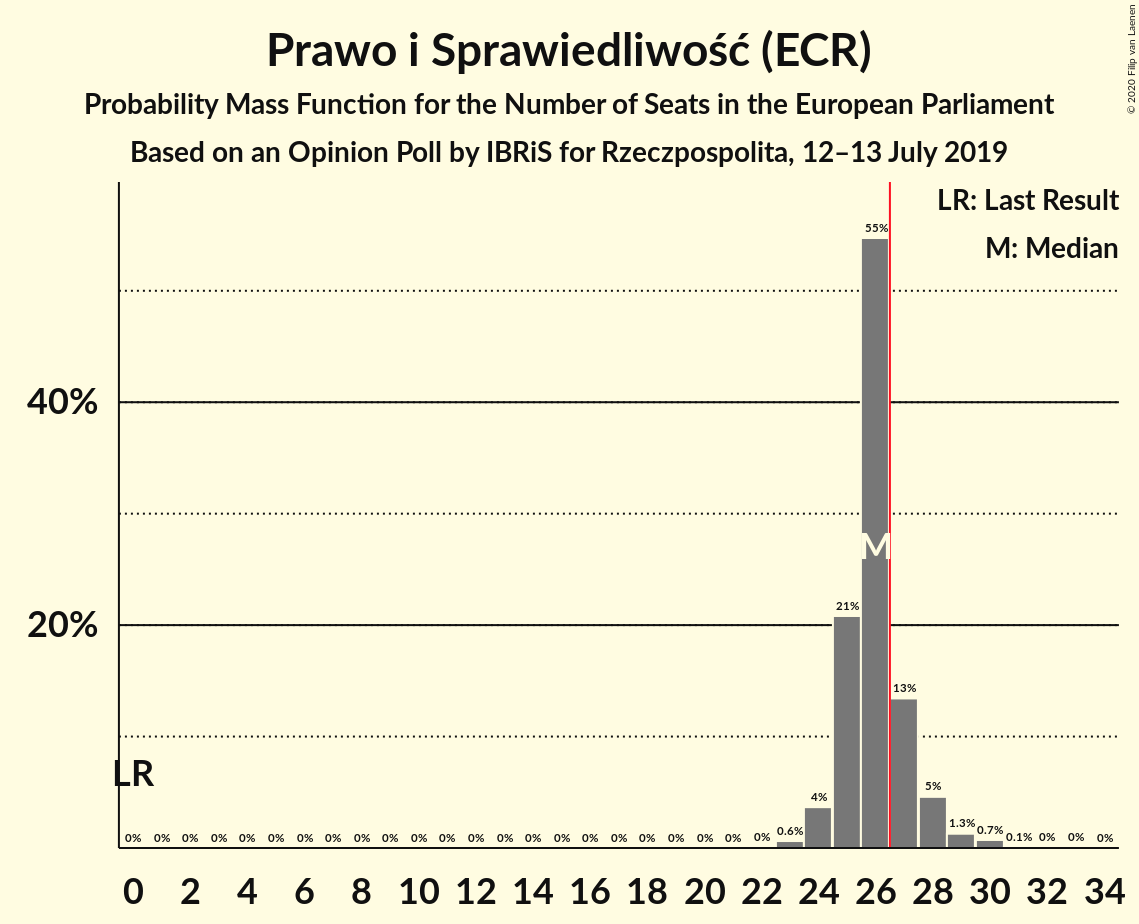 Prawo i Sprawiedliwość (ECR)
Probability Mass Function for the Number of Seats in the European Parliament
Based on an Opinion Poll by IBRiS for Rzeczpospolita, 12–13 July 2019
© 2020 Filip van Laenen
LR: Last Result
M: Median
55%
40%
M
21%
20%
13%
LR
4%
5%
0% 0% 0% 0% 0% 0% 0% 0% 0% 0% 0% 0% 0% 0% 0% 0% 0% 0% 0% 0% 0% 0% 0% 0.6% 1.3% 0.7% 0.1% 0% 0% 0%
0 2 4 6 8 10 12 14 16 18 20 22 24 26 28 30 32 34